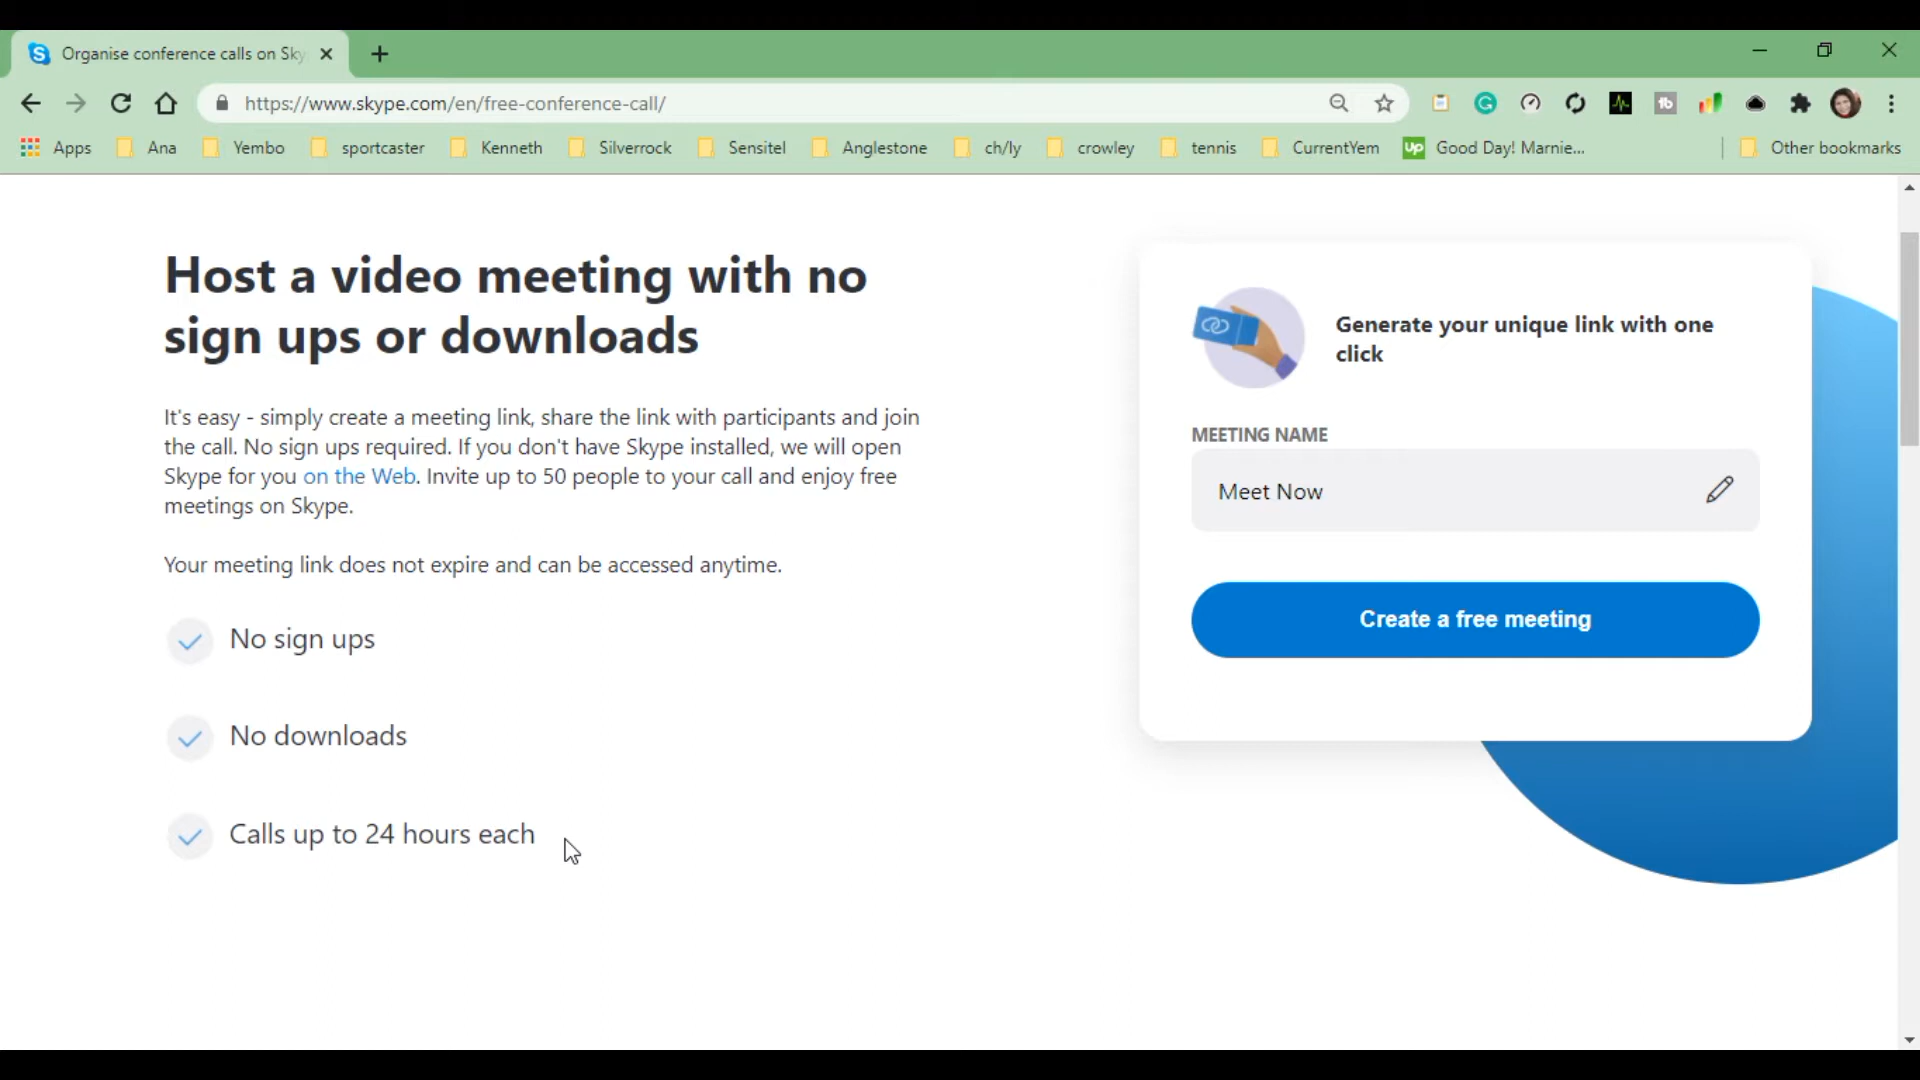 Organise conference calls on Sky
https://www.skype.com/en/free-conference-call/
Apps Ana Yembo sportcaster Kenneth Silverrock Sensitel Anglestone ch/ly crowley tennis CurrentYem up Good Day! Marnie... Other bookmarks
Host a video meeting with no
sign ups or downloads
It's easy - simply create a meeting link, share the link with participants and join
the call. No sign ups required. If you don't have Skype installed, we will open
Skype for you on the Web. Invite up to 50 people to your call and enjoy free
meetings on Skype.
Your meeting link does not expire and can be accessed anytime.
No sign ups
No downloads
Calls up to 24 hours each
Generate your unique link with one
click
MEETING NAME
Meet Now
Create a free meeting